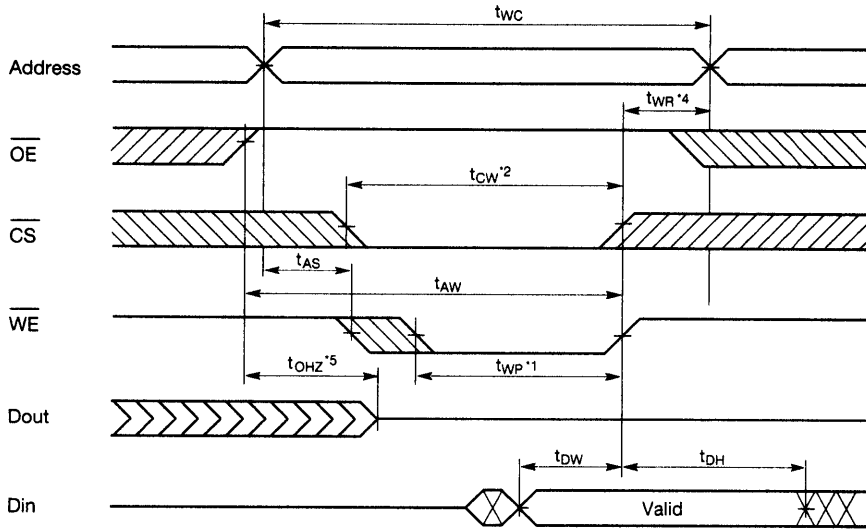 tWC
Address
tWR *4
OE
tCW *2
CS
tAS
tAW
WE
tOHZ *5
tWP *1
Dout
tDW
tDH
Din
Valid